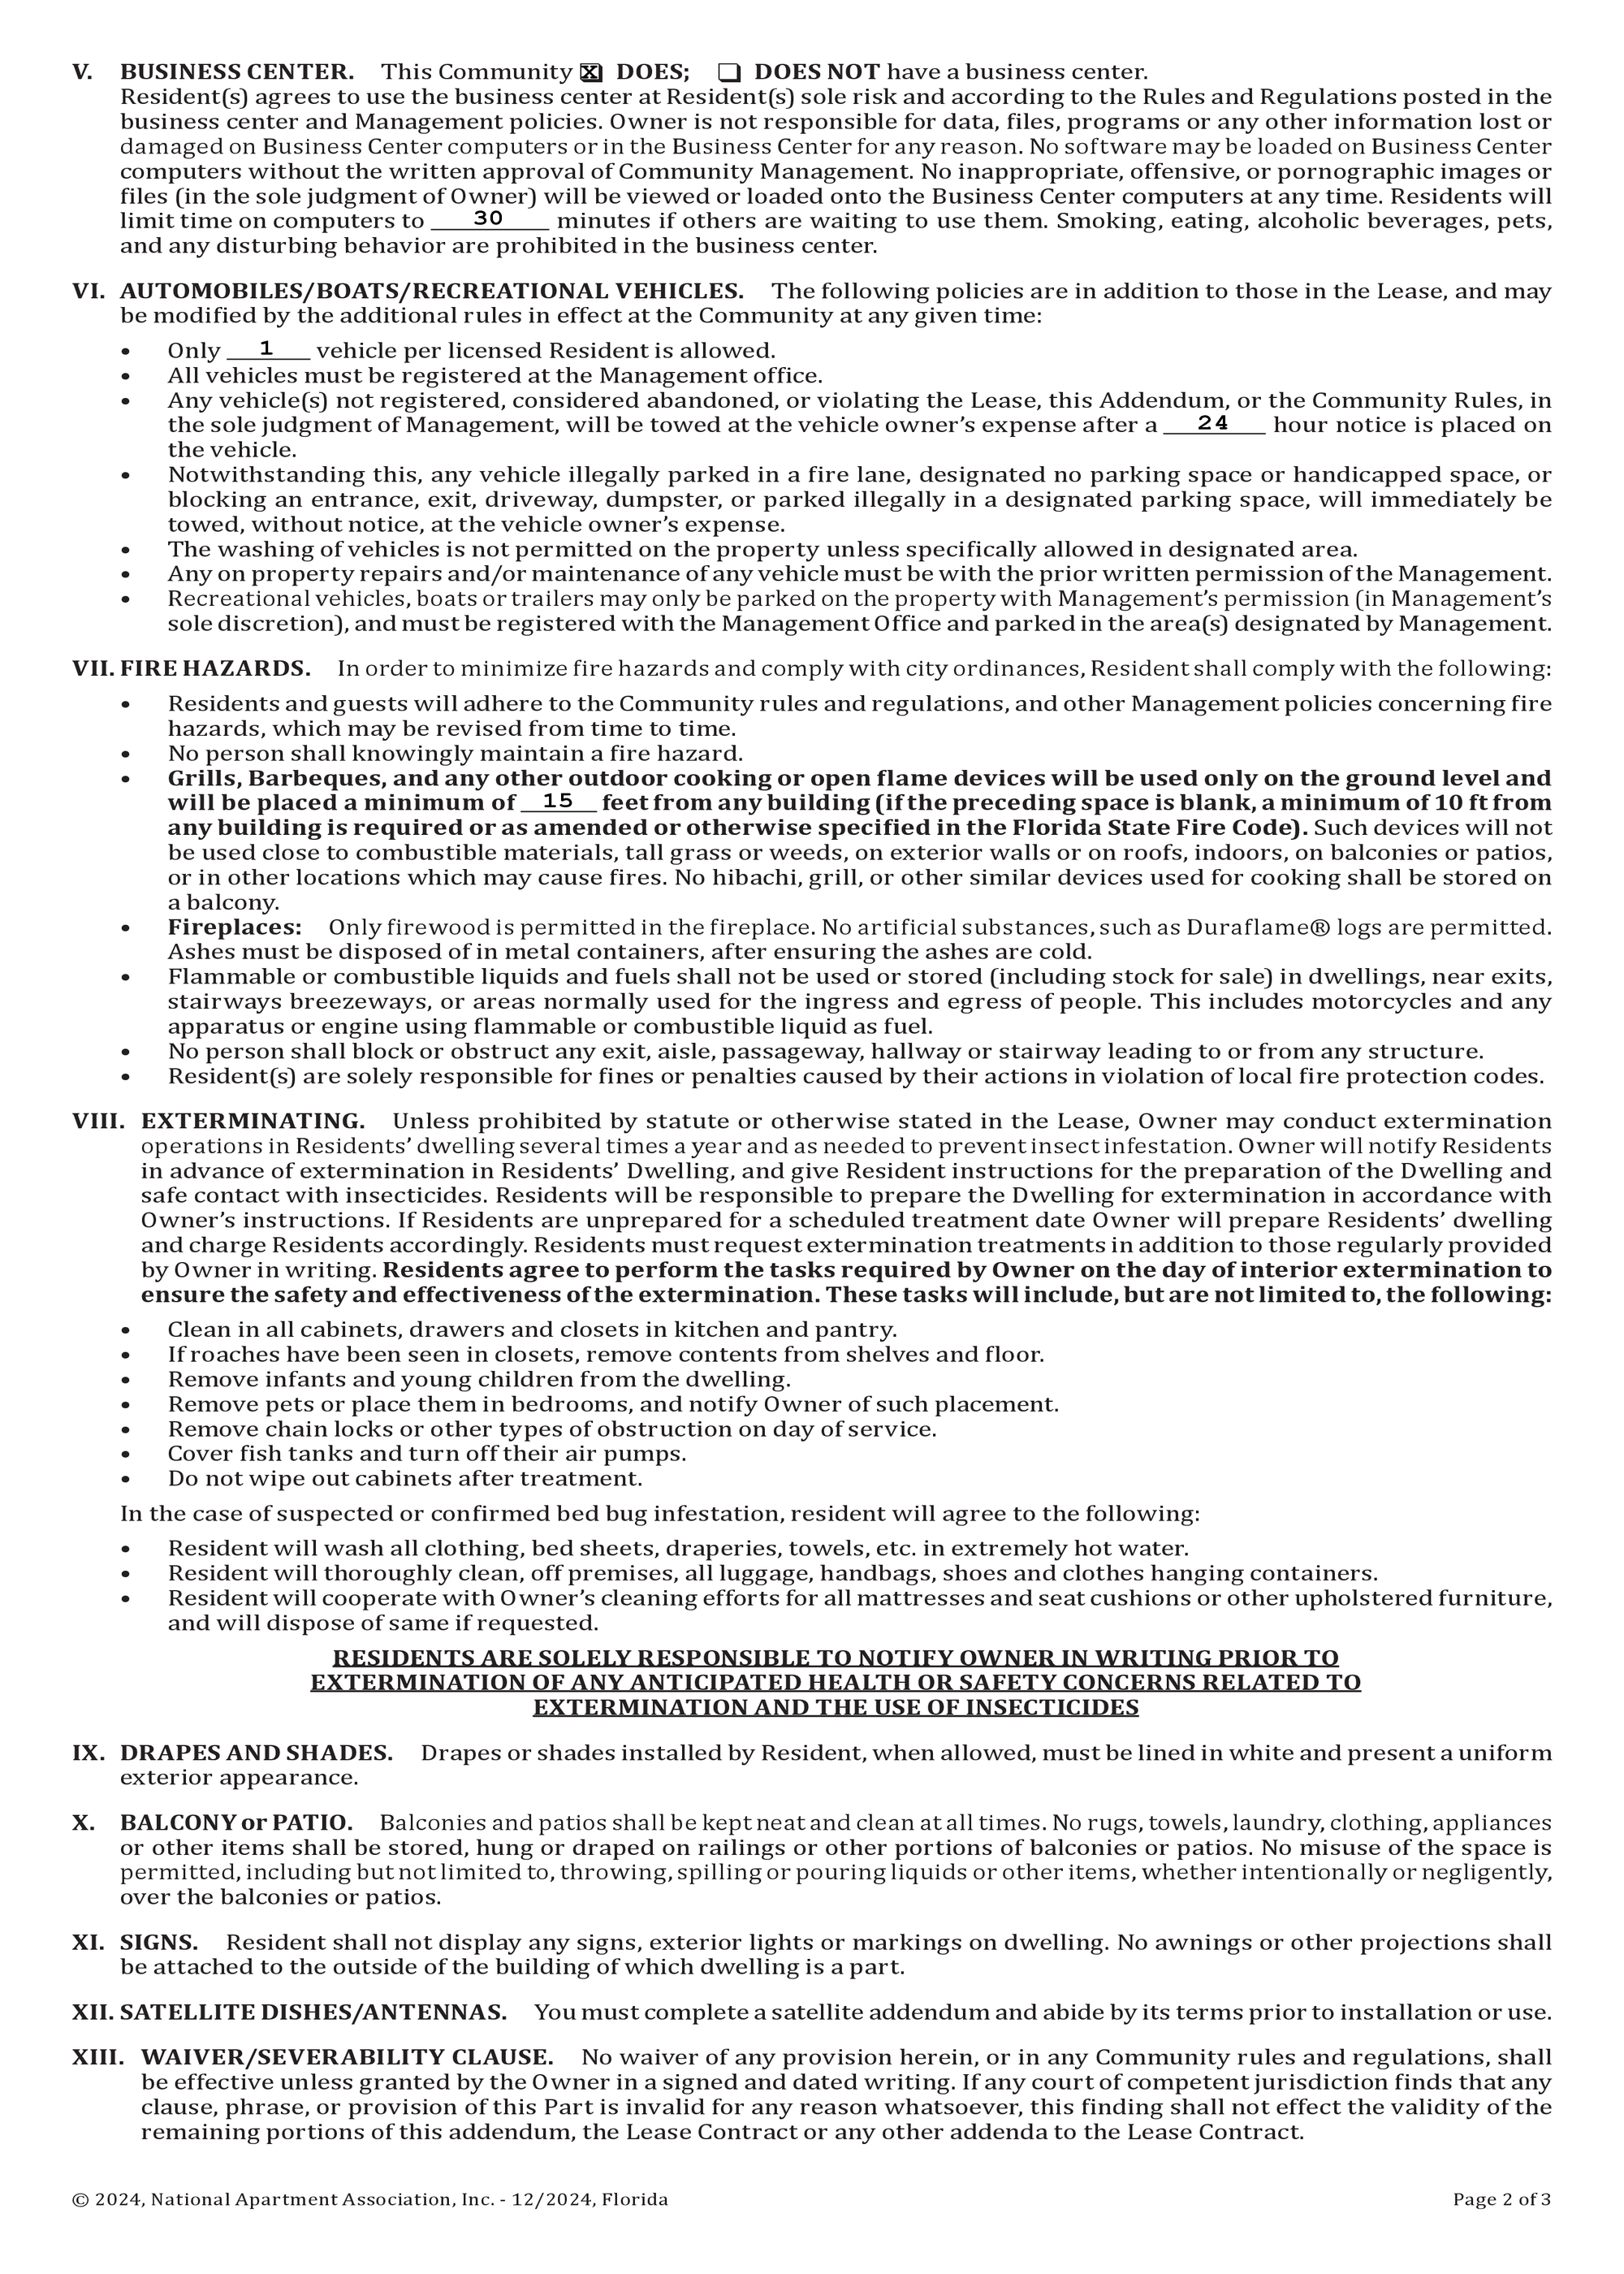 V. BUSINESS CENTER. This Community ☒ DOES; ☐ DOES NOT have a business center.
Resident(s) agrees to use the business center at Resident(s) sole risk and according to the Rules and Regulations posted in the
business center and Management policies. Owner is not responsible for data, files, programs or any other information lost or
damaged on Business Center computers or in the Business Center for any reason. No software may be loaded on Business Center
computers without the written approval of Community Management. No inappropriate, offensive, or pornographic images or
files (in the sole judgment of Owner) will be viewed or loaded onto the Business Center computers at any time. Residents will
limit time on computers to 30 minutes if others are waiting to use them. Smoking, eating, alcoholic beverages, pets,
and any disturbing behavior are prohibited in the business center.
VI. AUTOMOBILES/BOATS/RECREATIONAL VEHICLES. The following policies are in addition to those in the Lease, and may
be modified by the additional rules in effect at the Community at any given time:
• Only 1 vehicle per licensed Resident is allowed.
• All vehicles must be registered at the Management office.
• Any vehicle(s) not registered, considered abandoned, or violating the Lease, this Addendum, or the Community Rules, in
the sole judgment of Management, will be towed at the vehicle owner's expense after a 24 hour notice is placed on
the vehicle.
• Notwithstanding this, any vehicle illegally parked in a fire lane, designated no parking space or handicapped space, or
blocking an entrance, exit, driveway, dumpster, or parked illegally in a designated parking space, will immediately be
towed, without notice, at the vehicle owner's expense.
• The washing of vehicles is not permitted on the property unless specifically allowed in designated area.
• Any on property repairs and/or maintenance of any vehicle must be with the prior written permission of the Management.
• Recreational vehicles, boats or trailers may only be parked on the property with Management's permission (in Management's
sole discretion), and must be registered with the Management Office and parked in the area(s) designated by Management.
VII. FIRE HAZARDS. In order to minimize fire hazards and comply with city ordinances, Resident shall comply with the following:
• Residents and guests will adhere to the Community rules and regulations, and other Management policies concerning fire
hazards, which may be revised from time to time.
• No person shall knowingly maintain a fire hazard.
• Grills, Barbeques, and any other outdoor cooking or open flame devices will be used only on the ground level and
will be placed a minimum of 15 feet from any building (if the preceding space is blank, a minimum of 10 ft from
any building is required or as amended or otherwise specified in the Florida State Fire Code). Such devices will not
be used close to combustible materials, tall grass or weeds, on exterior walls or on roofs, indoors, on balconies or patios,
or in other locations which may cause fires. No hibachi, grill, or other similar devices used for cooking shall be stored on
a balcony.
• Fireplaces: Only firewood is permitted in the fireplace. No artificial substances, such as Duraflame® logs are permitted.
Ashes must be disposed of in metal containers, after ensuring the ashes are cold.
• Flammable or combustible liquids and fuels shall not be used or stored (including stock for sale) in dwellings, near exits,
stairways breezeways, or areas normally used for the ingress and egress of people. This includes motorcycles and any
apparatus or engine using flammable or combustible liquid as fuel.
• No person shall block or obstruct any exit, aisle, passageway, hallway or stairway leading to or from any structure.
• Resident(s) are solely responsible for fines or penalties caused by their actions in violation of local fire protection codes.
VIII. EXTERMINATING. Unless prohibited by statute or otherwise stated in the Lease, Owner may conduct extermination
operations in Residents' dwelling several times a year and as needed to prevent insect infestation. Owner will notify Residents
in advance of extermination in Residents' Dwelling, and give Resident instructions for the preparation of the Dwelling and
safe contact with insecticides. Residents will be responsible to prepare the Dwelling for extermination in accordance with
Owner's instructions. If Residents are unprepared for a scheduled treatment date Owner will prepare Residents' dwelling
and charge Residents accordingly. Residents must request extermination treatments in addition to those regularly provided
by Owner in writing. Residents agree to perform the tasks required by Owner on the day of interior extermination to
ensure the safety and effectiveness of the extermination. These tasks will include, but are not limited to, the following:
• Clean in all cabinets, drawers and closets in kitchen and pantry.
• If roaches have been seen in closets, remove contents from shelves and floor.
• Remove infants and young children from the dwelling.
• Remove pets or place them in bedrooms, and notify Owner of such placement.
• Remove chain locks or other types of obstruction on day of service.
• Cover fish tanks and turn off their air pumps.
• Do not wipe out cabinets after treatment.
In the case of suspected or confirmed bed bug infestation, resident will agree to the following:
• Resident will wash all clothing, bed sheets, draperies, towels, etc. in extremely hot water.
• Resident will thoroughly clean, off premises, all luggage, handbags, shoes and clothes hanging containers.
• Resident will cooperate with Owner's cleaning efforts for all mattresses and seat cushions or other upholstered furniture,
and will dispose of same if requested.
RESIDENTS ARE SOLELY RESPONSIBLE TO NOTIFY OWNER IN WRITING PRIOR TO
EXTERMINATION OF ANY ANTICIPATED HEALTH OR SAFETY CONCERNS RELATED TO
EXTERMINATION AND THE USE OF INSECTICIDES
IX. DRAPES AND SHADES. Drapes or shades installed by Resident, when allowed, must be lined in white and present a uniform
exterior appearance.
X. BALCONY or PATIO. Balconies and patios shall be kept neat and clean at all times. No rugs, towels, laundry, clothing, appliances
or other items shall be stored, hung or draped on railings or other portions of balconies or patios. No misuse of the space is
permitted, including but not limited to, throwing, spilling or pouring liquids or other items, whether intentionally or negligently,
over the balconies or patios.
XI. SIGNS. Resident shall not display any signs, exterior lights or markings on dwelling. No awnings or other projections shall
be attached to the outside of the building of which dwelling is a part.
XII. SATELLITE DISHES/ANTENNAS. You must complete a satellite addendum and abide by its terms prior to installation or use.
XIII. WAIVER/SEVERABILITY CLAUSE. No waiver of any provision herein, or in any Community rules and regulations, shall
be effective unless granted by the Owner in a signed and dated writing. If any court of competent jurisdiction finds that any
clause, phrase, or provision of this Part is invalid for any reason whatsoever, this finding shall not effect the validity of the
remaining portions of this addendum, the Lease Contract or any other addenda to the Lease Contract.
© 2024, National Apartment Association, Inc. - 12/2024, Florida Page 2 of 3